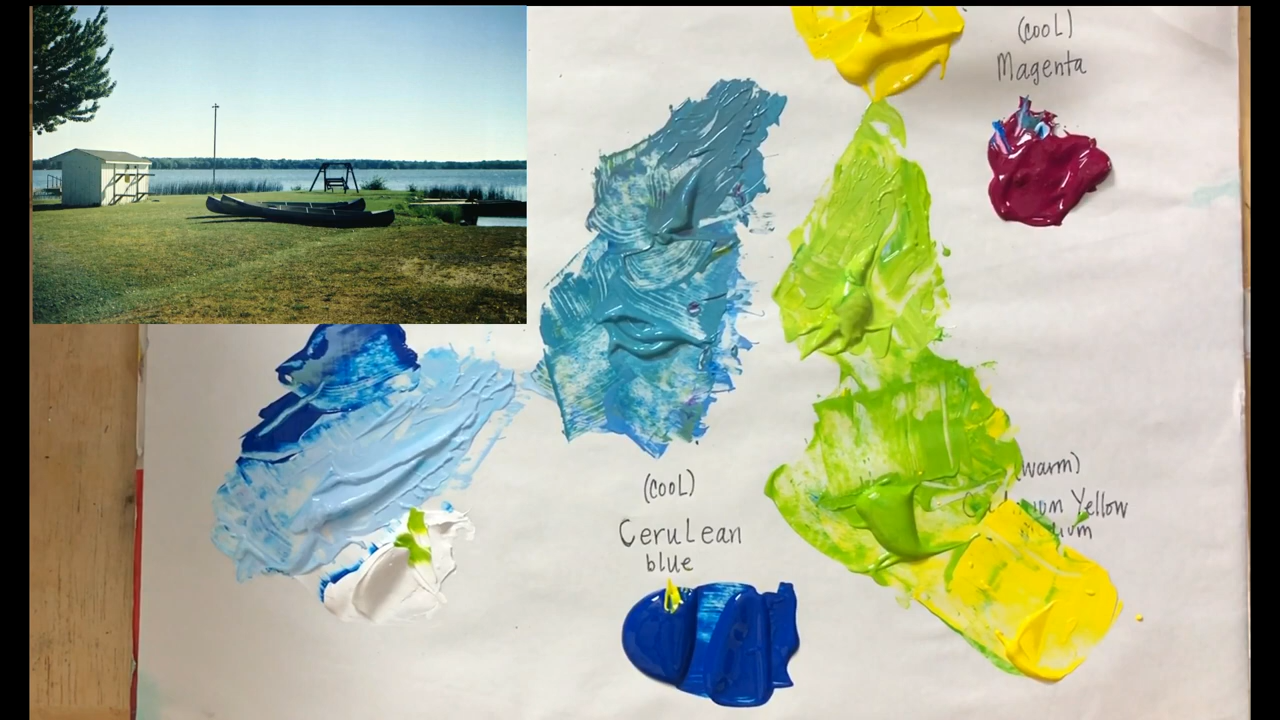 (cool)
Magenta
(cool)
Cerulean
blue
(warm)
Yellow